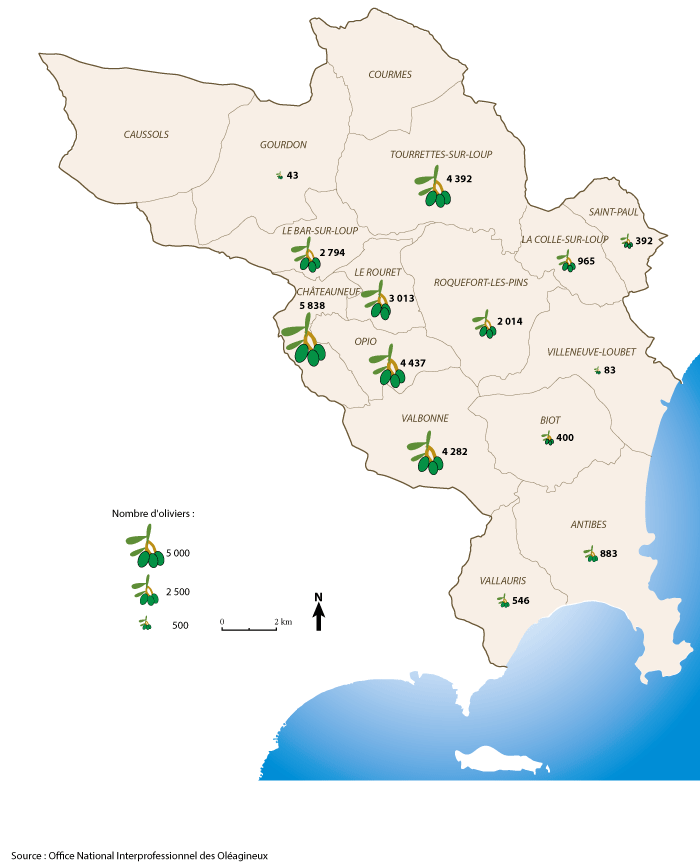 COURMES
CAUSSOLS
GOURDON
43
TOURRETTES-SUR-LOUP
4 392
SAINT-PAUL
392
LE BAR-SUR-LOUP
2 794
LA COLLE-SUR-LOUP
965
LE ROURET
3 013
CHÂTEAUNEUF
5 838
ROQUEFORT-LES-PINS
2 014
OPIO
4 437
VILLENEUVE-LOUBET
83
VALBONNE
4 282
BIOT
400
Nombre d'oliviers :
5 000
2 500
500
0 2 km
N
ANTIBES
883
VALLAURIS
546
Source : Office National Interprofessionnel des Oléagineux